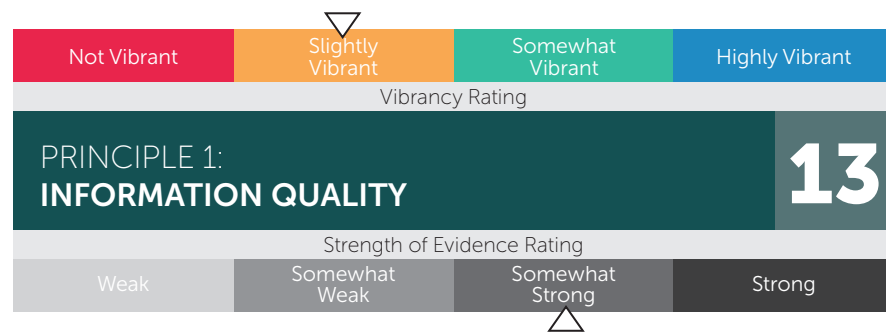 Not Vibrant
Slightly
Vibrant
Somewhat
Vibrant
Highly Vibrant
Vibrancy Rating
PRINCIPLE 1:
INFORMATION QUALITY
13
Strength of Evidence Rating
Weak
Somewhat
Weak
Somewhat
Strong
Strong